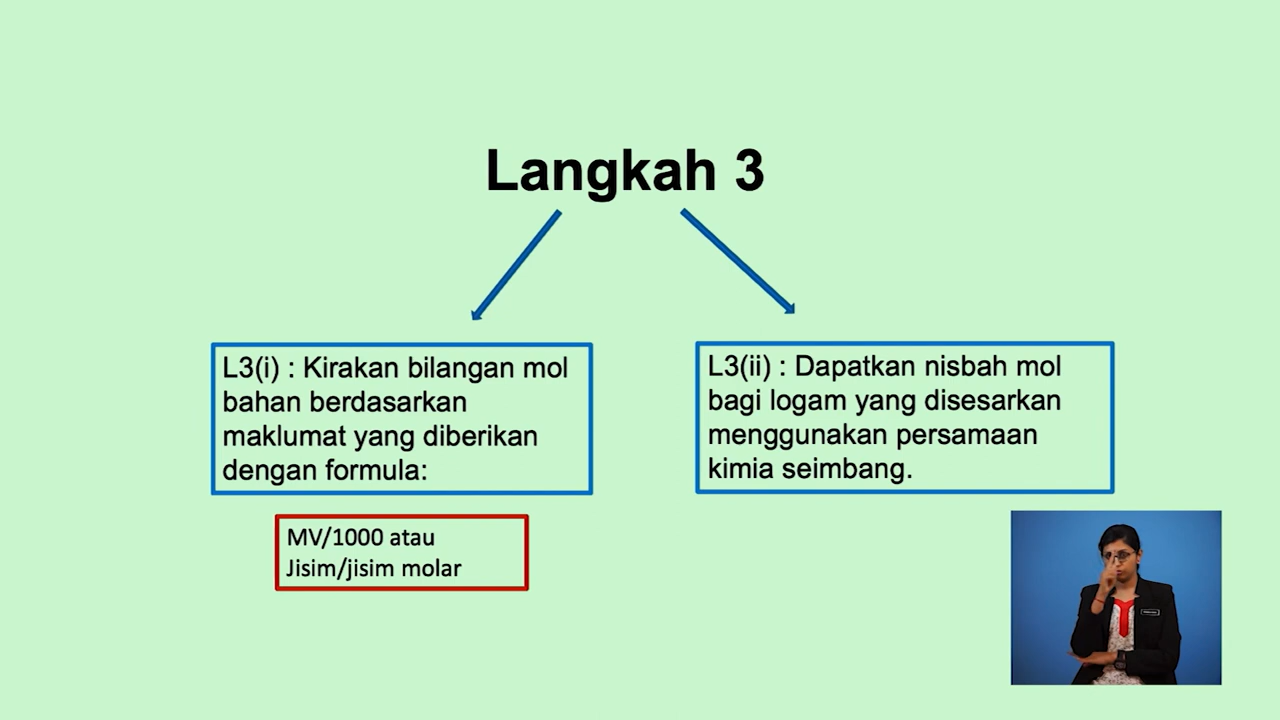 Langkah 3
L3(i) : Kirakan bilangan mol
bahan berdasarkan
maklumat yang diberikan
dengan formula:
MV/1000 atau
Jisim/jisim molar
L3(ii) : Dapatkan nisbah mol
bagi logam yang disesarkan
menggunakan persamaan
kimia seimbang.